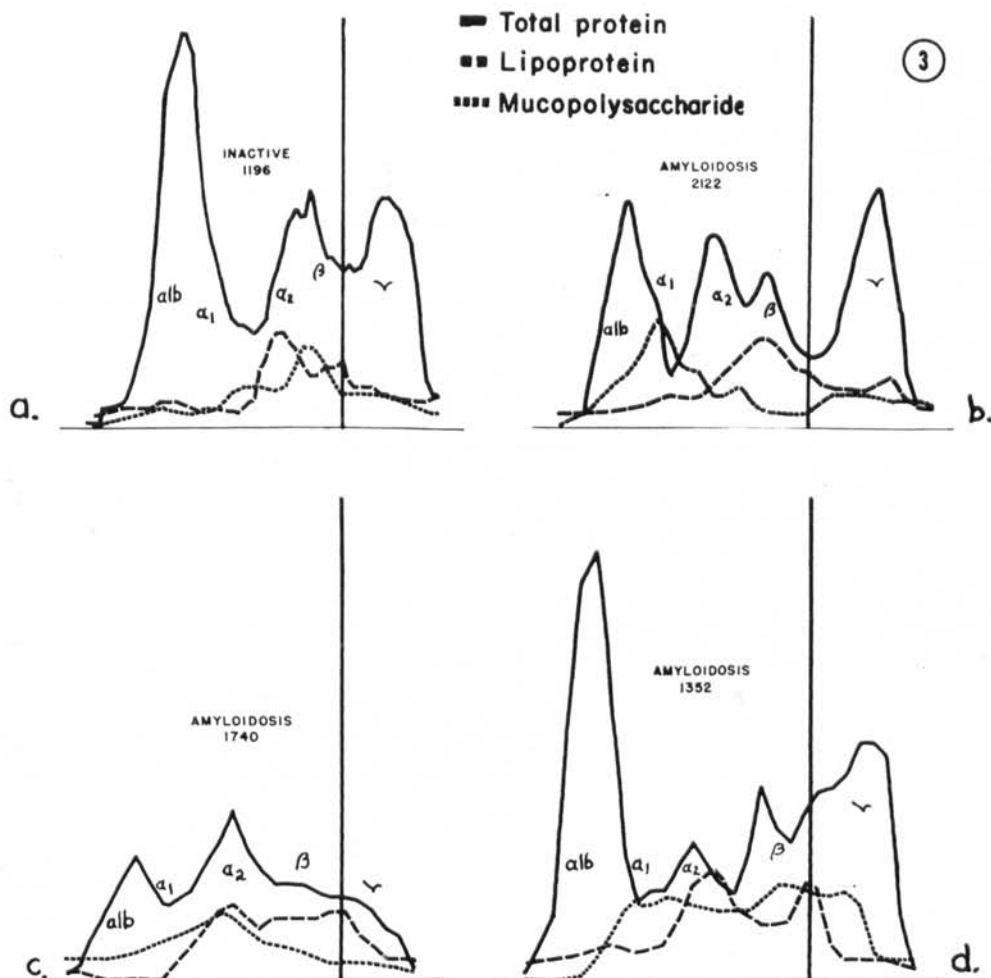 Total protein
Lipoprotein
Mucopolysaccharide
3
INACTIVE
1196
alb
α₁
α₂
β
γ
a.
AMYLOIDOSIS
2122
alb
α₁
α₂
β
γ
b.
AMYLOIDOSIS
1740
alb
α₁
α₂
β
γ
c.
AMYLOIDOSIS
1352
alb
α₁
α₂
β
γ
d.